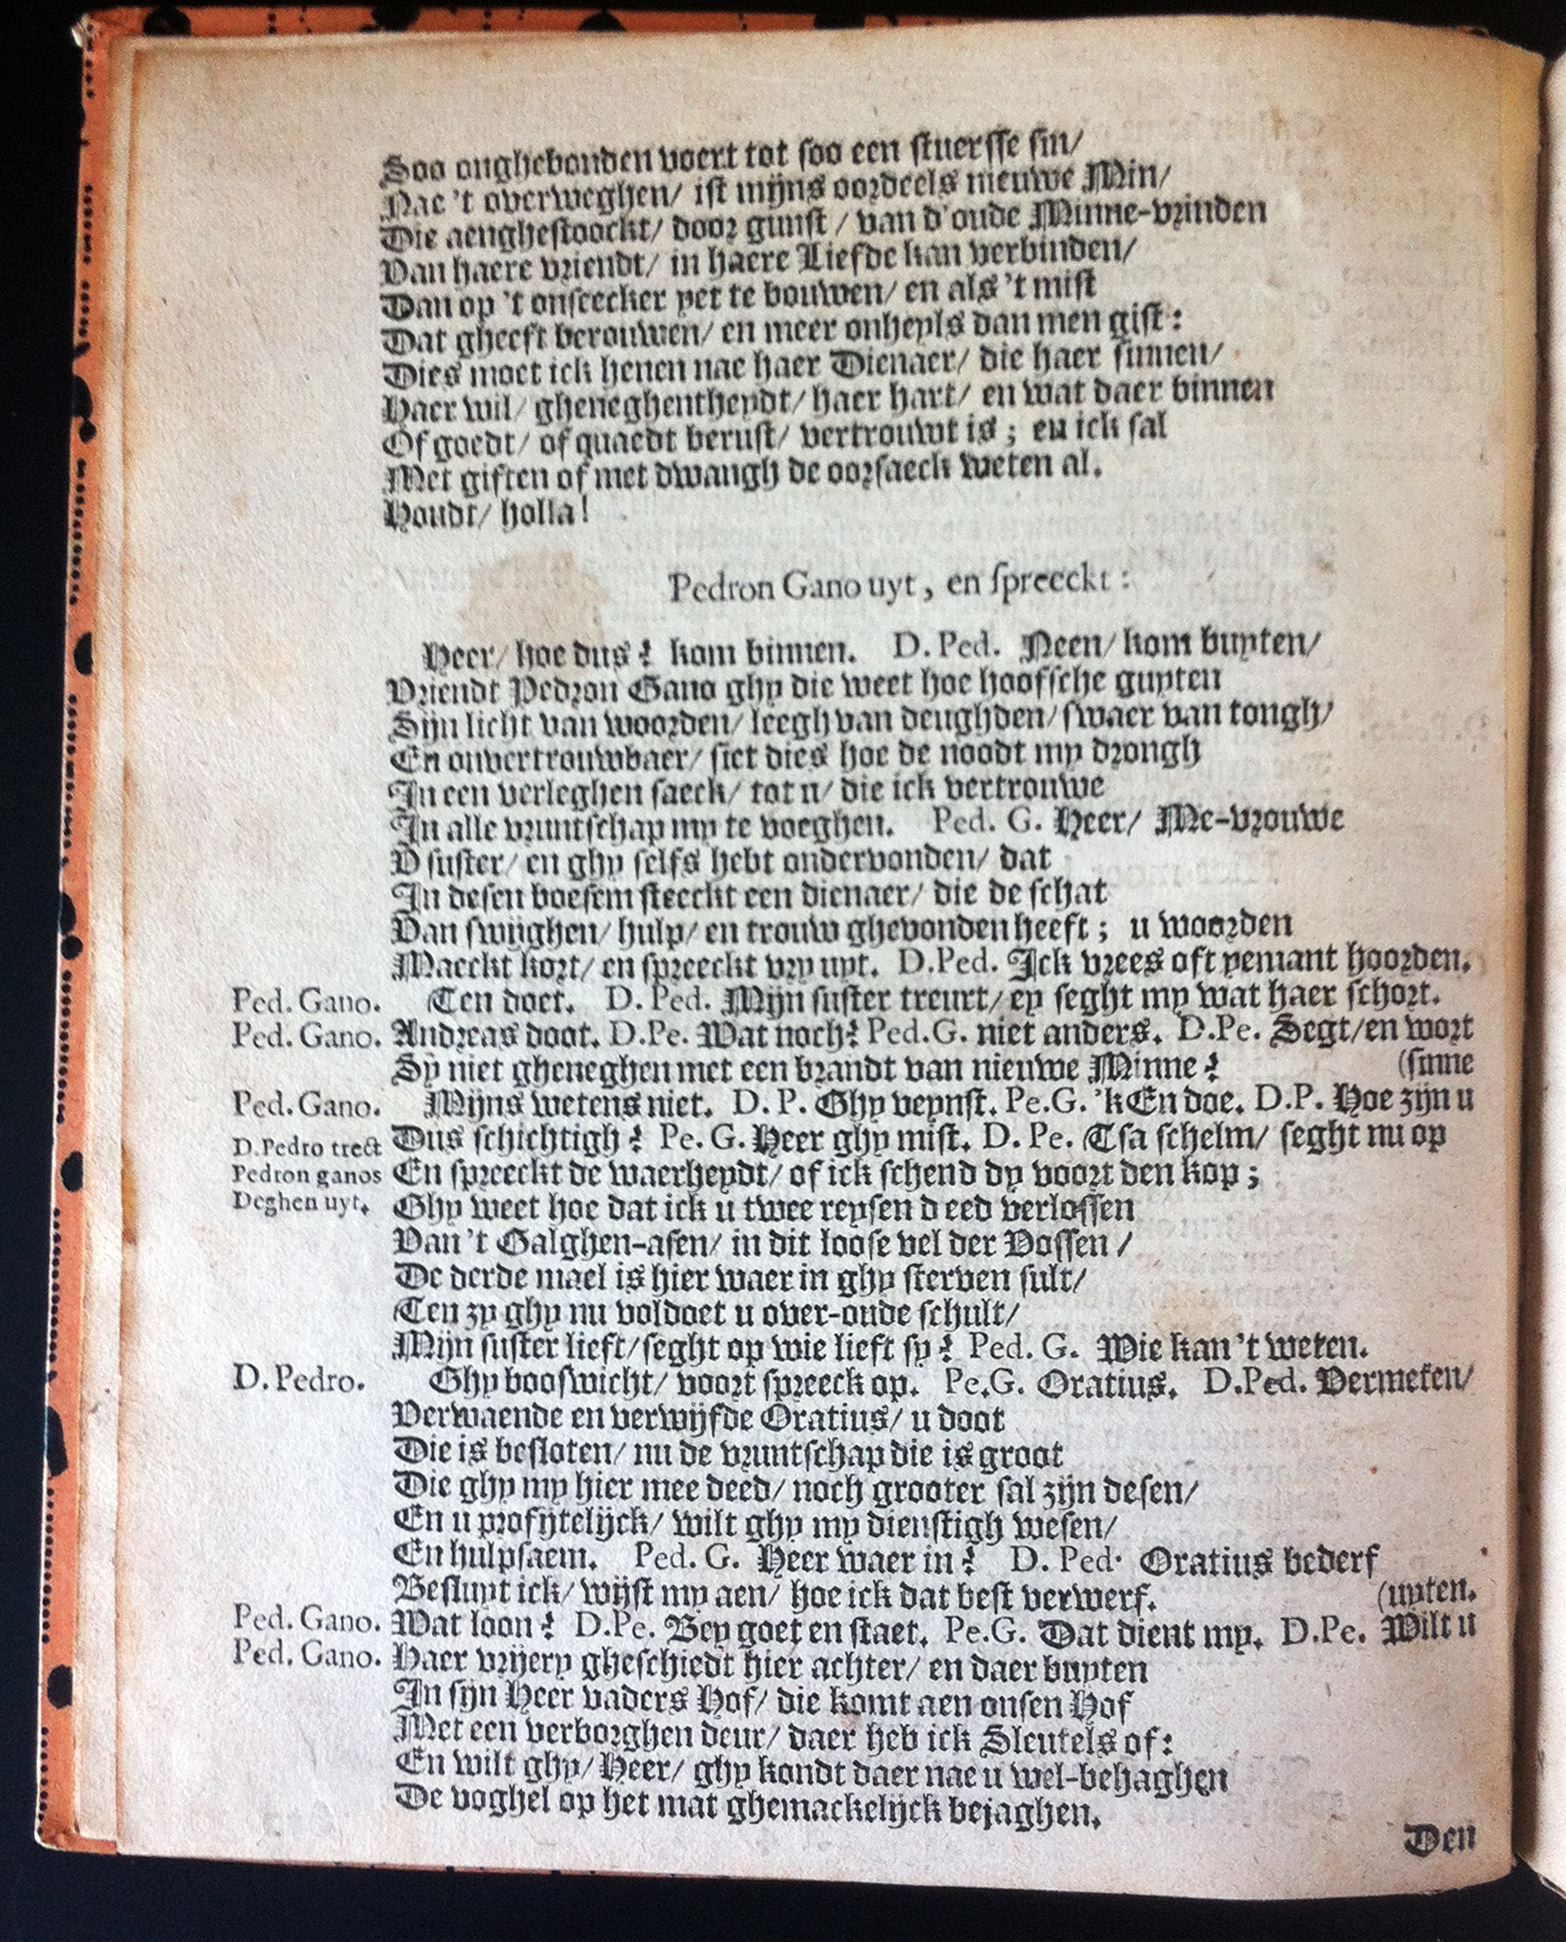 Soo onghebonden voert tot soo een stuersse sin/
Nae 't overweghen/ ist mijns oordeels nieuwe Min/
Die aenghestoockt/ door gunst/ van d'oude Minne-vrinden
Van haere vriendt/ in haere Liefde kan verbinden/
Dan op 't onseecker yet te bouwen/ en als 't mist
Dat gheeft berouwen/ en meer onheyls dan men gist:
Dies moet ick henen nae haer Dienaer/ die haer sinnen/
Haer wil/ gheneghentheydt/ haer hart/ en wat daer binnen
Of goedt/ of quaedt berust/ vertrouwt is; en ick sal
Met giften of met dwangh de oorsaeck weten al.
Houdt/ holla!
Pedron Gano uyt, en spreeckt:
Heer/ hoe dus? kom binnen. D. Ped. Neen/ kom buyten/
Vriendt Pedron Gano ghy die weet hoe hoofsche guyten
Sijn licht van woorden/ leegh van deughden/ swaer van tongh/
En onvertrouwbaer/ siet dies hoe de noodt my drongh
In een verleghen saeck/ tot u/ die ick vertrouwe
In alle vruntschap my te voeghen. Ped. G. Heer/ Me-vrouwe
V suster/ en ghy selfs hebt ondervonden/ dat
In desen boesem steeckt een dienaer/ die de schat
Van swijghen/ hulp/ en trouw ghevonden heeft; u woorden
Maeckt kort/ en spreeckt vry uyt. D.Ped. Ick vrees oft yemant hoorden.
Ped. Gano. Ten doet. D. Ped. Mijn suster treurt/ ey seght my wat haer schort.
Ped. Gano. Andreas doot. D.Pe. Wat noch? Ped.G. niet anders. D.Pe. Segt/en wort
Sy niet gheneghen met een brandt van nieuwe Minne? (sinne
Ped. Gano. Mijns wetens niet. D. P. Ghy veynst. Pe.G. 'k En doe. D.P. Hoe zijn u
D.Pedro trect Dus schichtigh? Pe. G. Heer ghy mist. D. Pe. Tsa schelm/ seght nu op
Pedron ganos En spreeckt de waerheydt/ of ick schend dy voort den kop;
Deghen uyt. Ghy weet hoe dat ick u twee reysen deed verlossen
Van 't Galghen-asen/ in dit loose vel der Vossen/
De derde mael is hier waer in ghy sterven sult/
Ten zy ghy nu voldoet u over-oude schult/
Mijn suster lieft/ seght op wie lieft sy? Ped. G. Wie kan 't weten.
D. Pedro. Ghy booswicht/ voort spreeck op. Pe.G. Oratius. D.Ped. Vermeten/
Verwaende en verwijfde Oratius/ u doot
Die is besloten/ nu de vruntschap die is groot
Die ghy my hier mee deed/ noch grooter sal zijn desen/
En u profijtelijck/ wilt ghy my dienstigh wesen/
En hulpsaem. Ped. G. Heer waer in? D. Ped. Oratius bederf
Besluyt ick/ wijst my aen/ hoe ick dat best verwerf. (uyten.
Ped. Gano. Wat loon? D.Pe. Bey goet en staet. Pe.G. Dat dient my. D.Pe. Wilt u
Ped. Gano. Haer vrijery gheschiedt hier achter/ en daer buyten
In sijn Heer vaders Hof/ die komt aen onsen Hof
Met een verborghen deur/ daer heb ick Sleutels of:
En wilt ghy/ Heer/ ghy kondt daer nae u wel-behaghen
De voghel op het mat ghemackelijck bejaghen.
Den